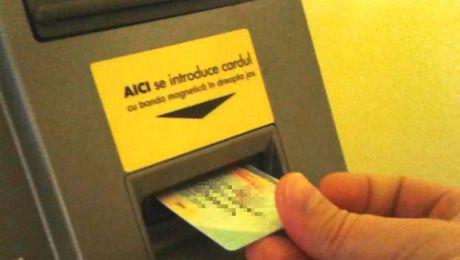 AICI se introduce cardul
cu banda magnetică în dreapta jos